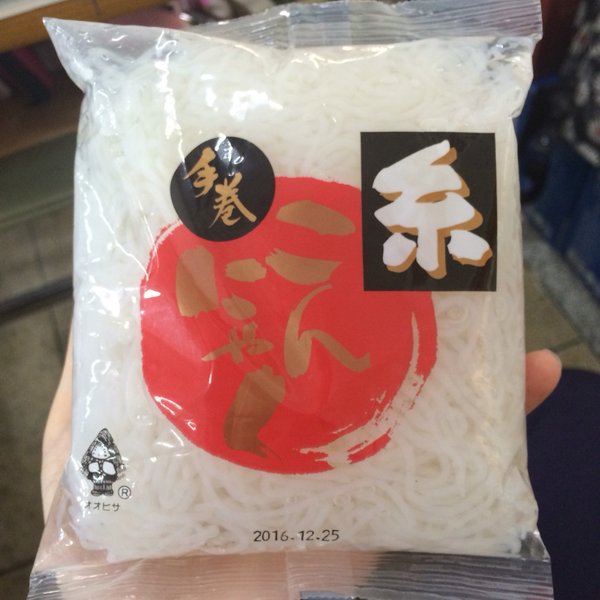 糸
手巻
こん
にゃく
オオヒサ
®
2016.12.25